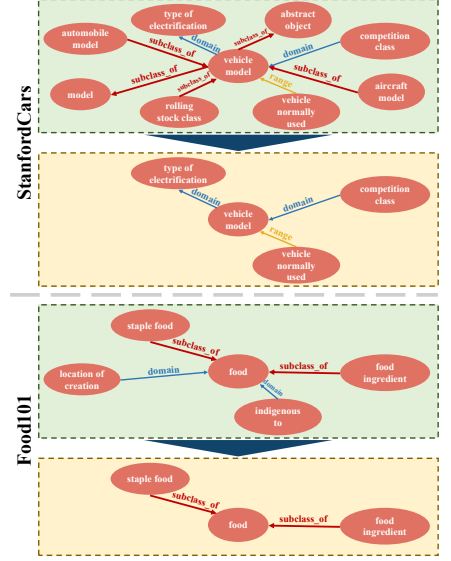 StanfordCars
type of
electrification
abstract
object
automobile
model
competition
class
domain
subclass_of
subclass_of
domain
vehicle
model
model
subclass_of
subclass_of
subclass_of
range
aircraft
model
rolling
stock class
vehicle
normally
used
type of
electrification
domain
domain
competition
class
vehicle
model
range
vehicle
normally
used
Food101
staple food
subclass_of
location of
creation
domain
food
subclass_of
food
ingredient
domain
indigenous
to
staple food
subclass_of
food
subclass_of
food
ingredient